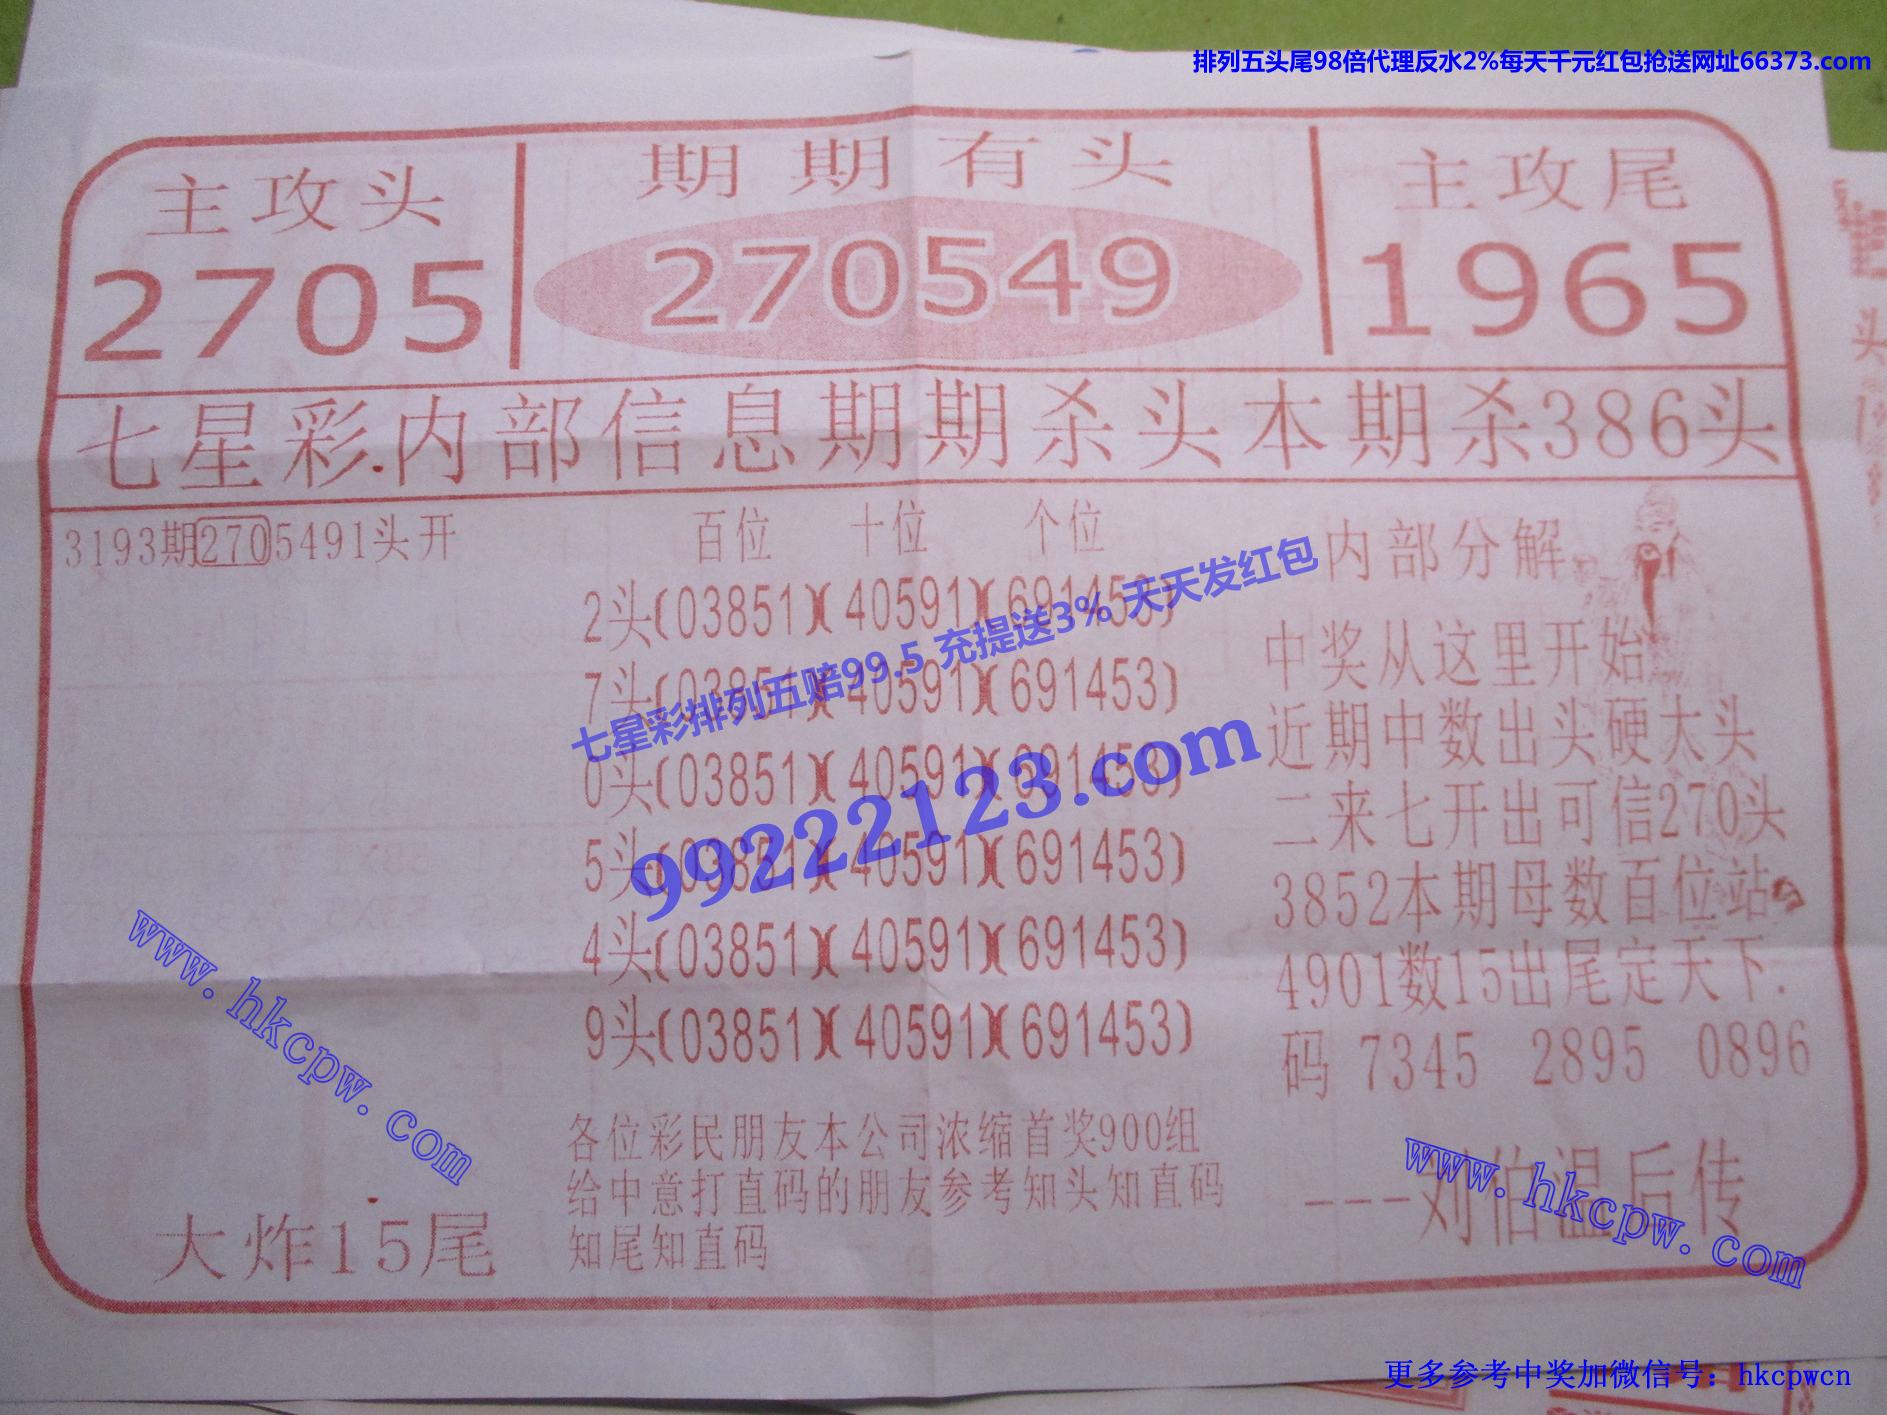 排列五头尾98倍代理反水2%每天千元红包抢送网址66373.com
主攻头 期期有头 主攻尾
2705 270549 1965
七星彩.内部信息期期杀头本期杀386头
3193期2705491头开
百位 十位 个位
2头(03851)(40591)(691453)
7头(03851)(40591)(691453)
0头(03851)(40591)(691453)
5头(03851)(40591)(691453)
4头(03851)(40591)(691453)
9头(03851)(40591)(691453)
内部分解
中奖从这里开始
近期中数出头硬大头
二来七开出可信270头
3852本期母数百位站
4901数15出尾定天下.
码 7345 2895 0896
---刘伯温后传
各位彩民朋友本公司浓缩首奖900组
给中意打直码的朋友参考知头知直码
知尾知直码
大炸15尾
七星彩排列五赔99.5 充提送3% 天天发红包
99222123.com
www.hkcpw.com
www.hkcpw.com
更多参考中奖加微信号：hkcpwcn